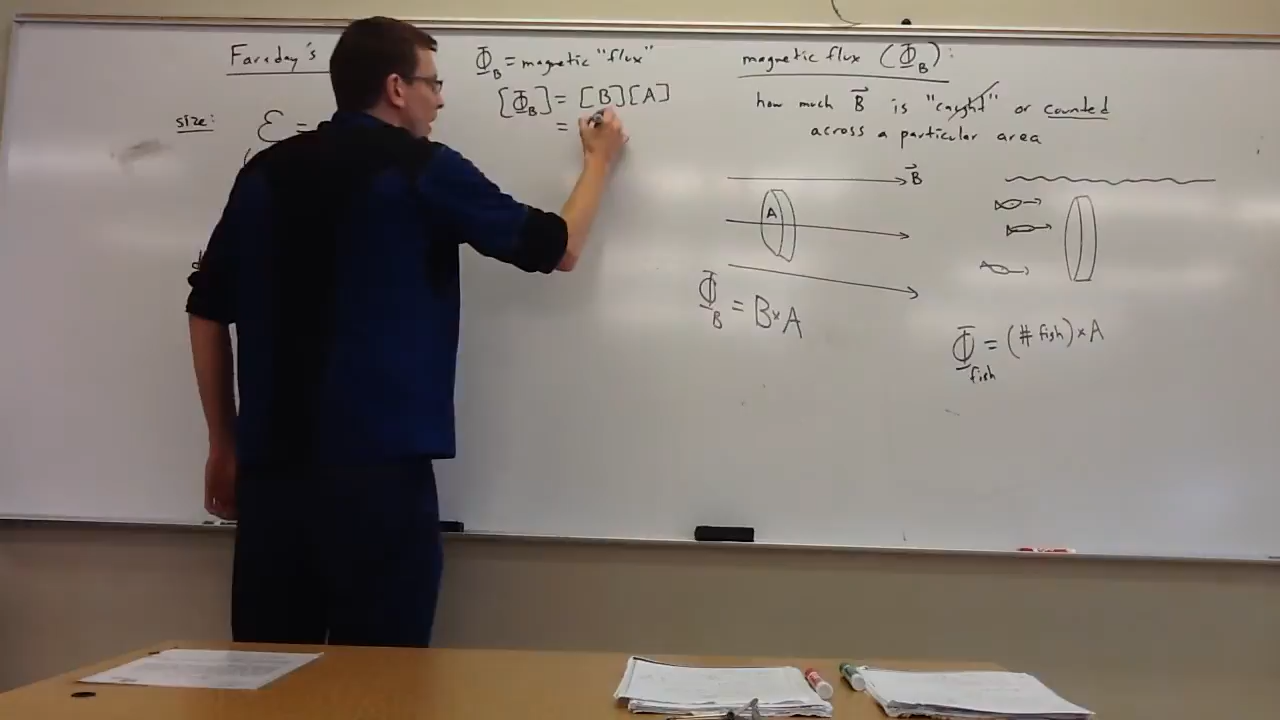 Faraday's
size:
ℰ =
Φ_B = magnetic "flux"
[Φ_B] = [B][A]
=
magnetic flux (Φ_B):
how much B⃗ is "caught" or counted
across a particular area
B⃗
A
Φ_B = B×A
Φ_fish = (# fish)×A